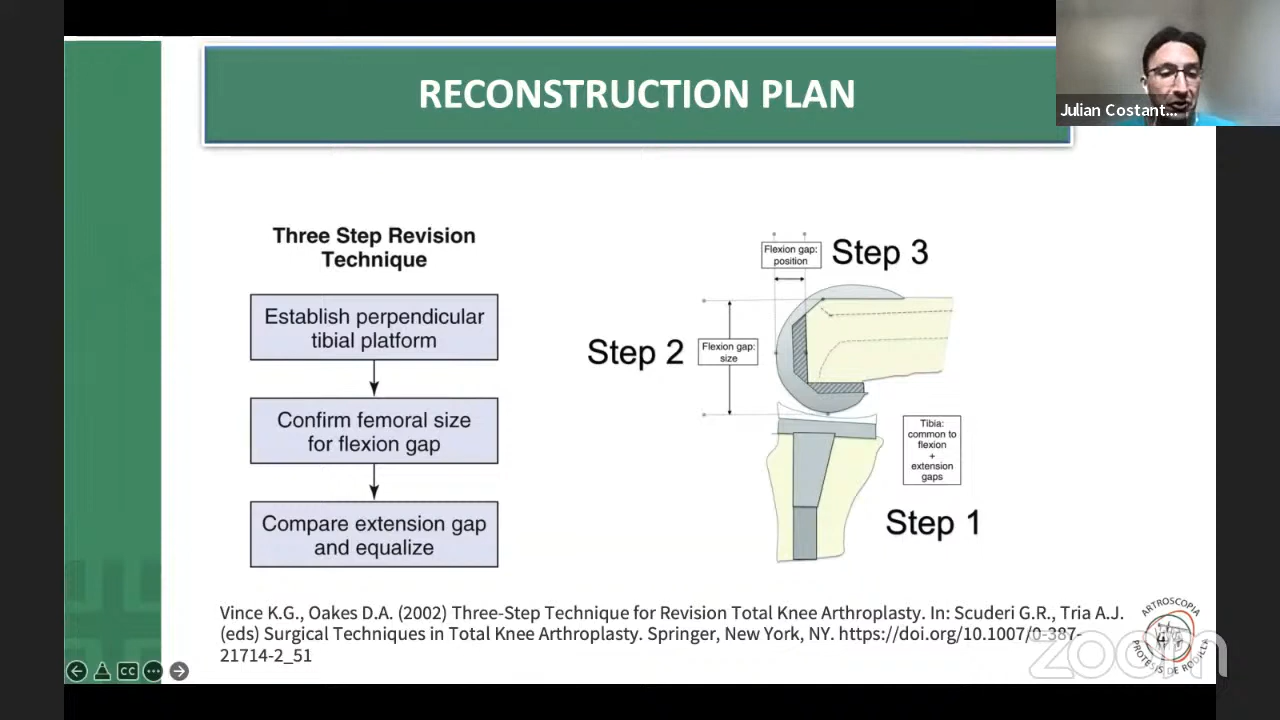 RECONSTRUCTION PLAN
Julian Costant...
Three Step Revision
Technique
Establish perpendicular
tibial platform
Confirm femoral size
for flexion gap
Compare extension gap
and equalize
Flexion gap:
position
Step 3
Step 2
Flexion gap:
size
Tibia:
common to
flexion
+
extension
gaps
Step 1
Vince K.G., Oakes D.A. (2002) Three-Step Technique for Revision Total Knee Arthroplasty. In: Scuderi G.R., Tria A.J.
(eds) Surgical Techniques in Total Knee Arthroplasty. Springer, New York, NY. https://doi.org/10.1007/0-387-
21714-2_51
ARTROSCOPIA
PROTESIS DE RODILLA
zoom
CC